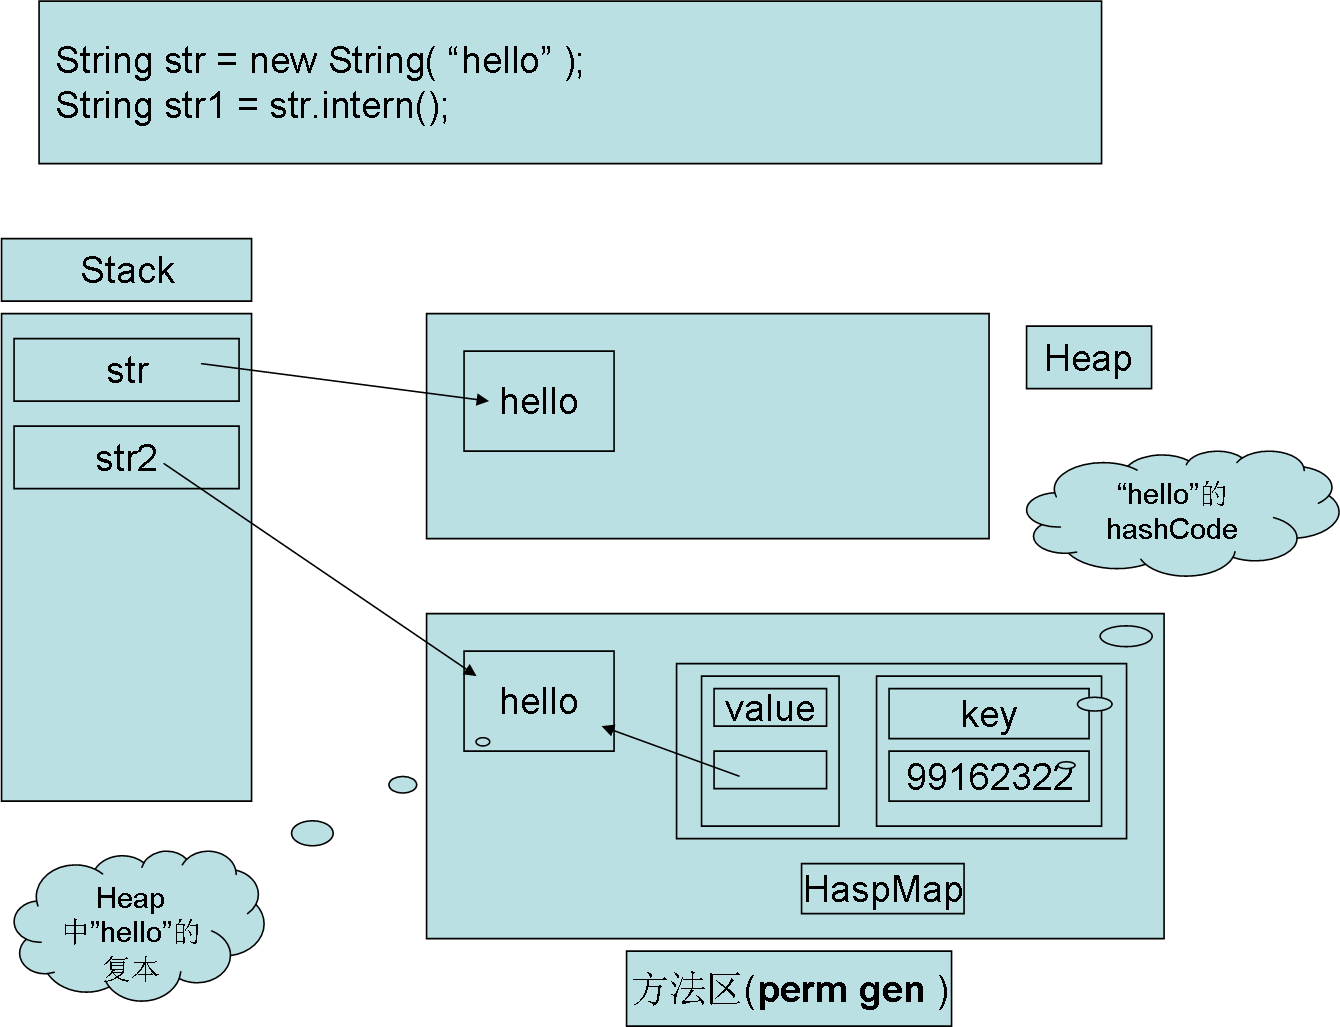 String str = new String( “hello” );
String str1 = str.intern();
Stack
str
str2
hello
Heap
“hello”的
hashCode
hello
value
key
99162322
HaspMap
Heap
中”hello”的
复本
方法区(perm gen )